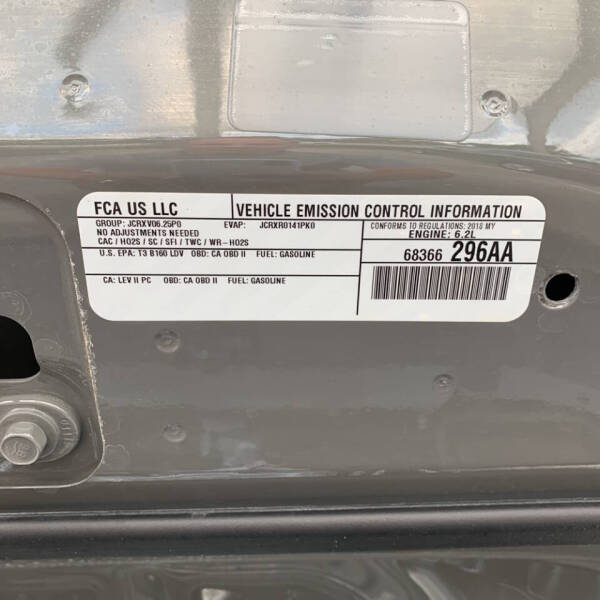 FCA US LLC
VEHICLE EMISSION CONTROL INFORMATION
GROUP: JCRXV06.25P0 EVAP: JCRXR0141PK0
NO ADJUSTMENTS NEEDED
CAC / HO2S / SC / SFI / TWC / WR-HO2S
U.S. EPA: T3 B160 LDV OBD: CA OBD II FUEL: GASOLINE
CA: LEV II PC OBD: CA OBD II FUEL: GASOLINE
CONFORMS TO REGULATIONS: 2018 MY
ENGINE: 6.2L
68366 296AA